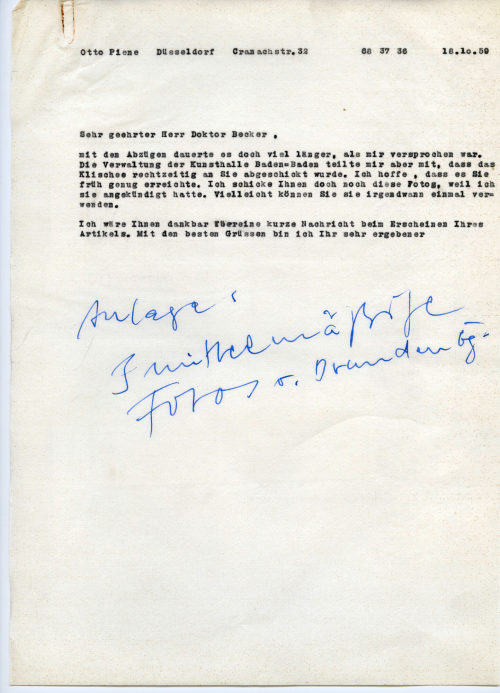 Otto Piene Düsseldorf Cranachstr.32 68 37 36 18.10.59
Sehr geehrter Herr Doktor Becker ,
mit den Abzügen dauerte es doch viel länger, als mir versprochen war.
Die Verwaltung der Kunsthalle Baden=Baden teilte mir aber mit, dass das
Klischee rechtzeitig an Sie abgeschickt wurde. Ich hoffe , dass es Sie
früh genug erreichte. Ich schicke Ihnen doch noch diese Fotos, weil ich
sie angekündigt hatte. Vielleicht können Sie sie irgendwann einmal ver=
wenden.
Ich wäre Ihnen dankbar füreine kurze Nachricht beim Erscheinen Ihres
Artikels. Mit den besten Grüssen bin ich Ihr sehr ergebener
Anlage:
3 mittelmäßige
Fotos v.